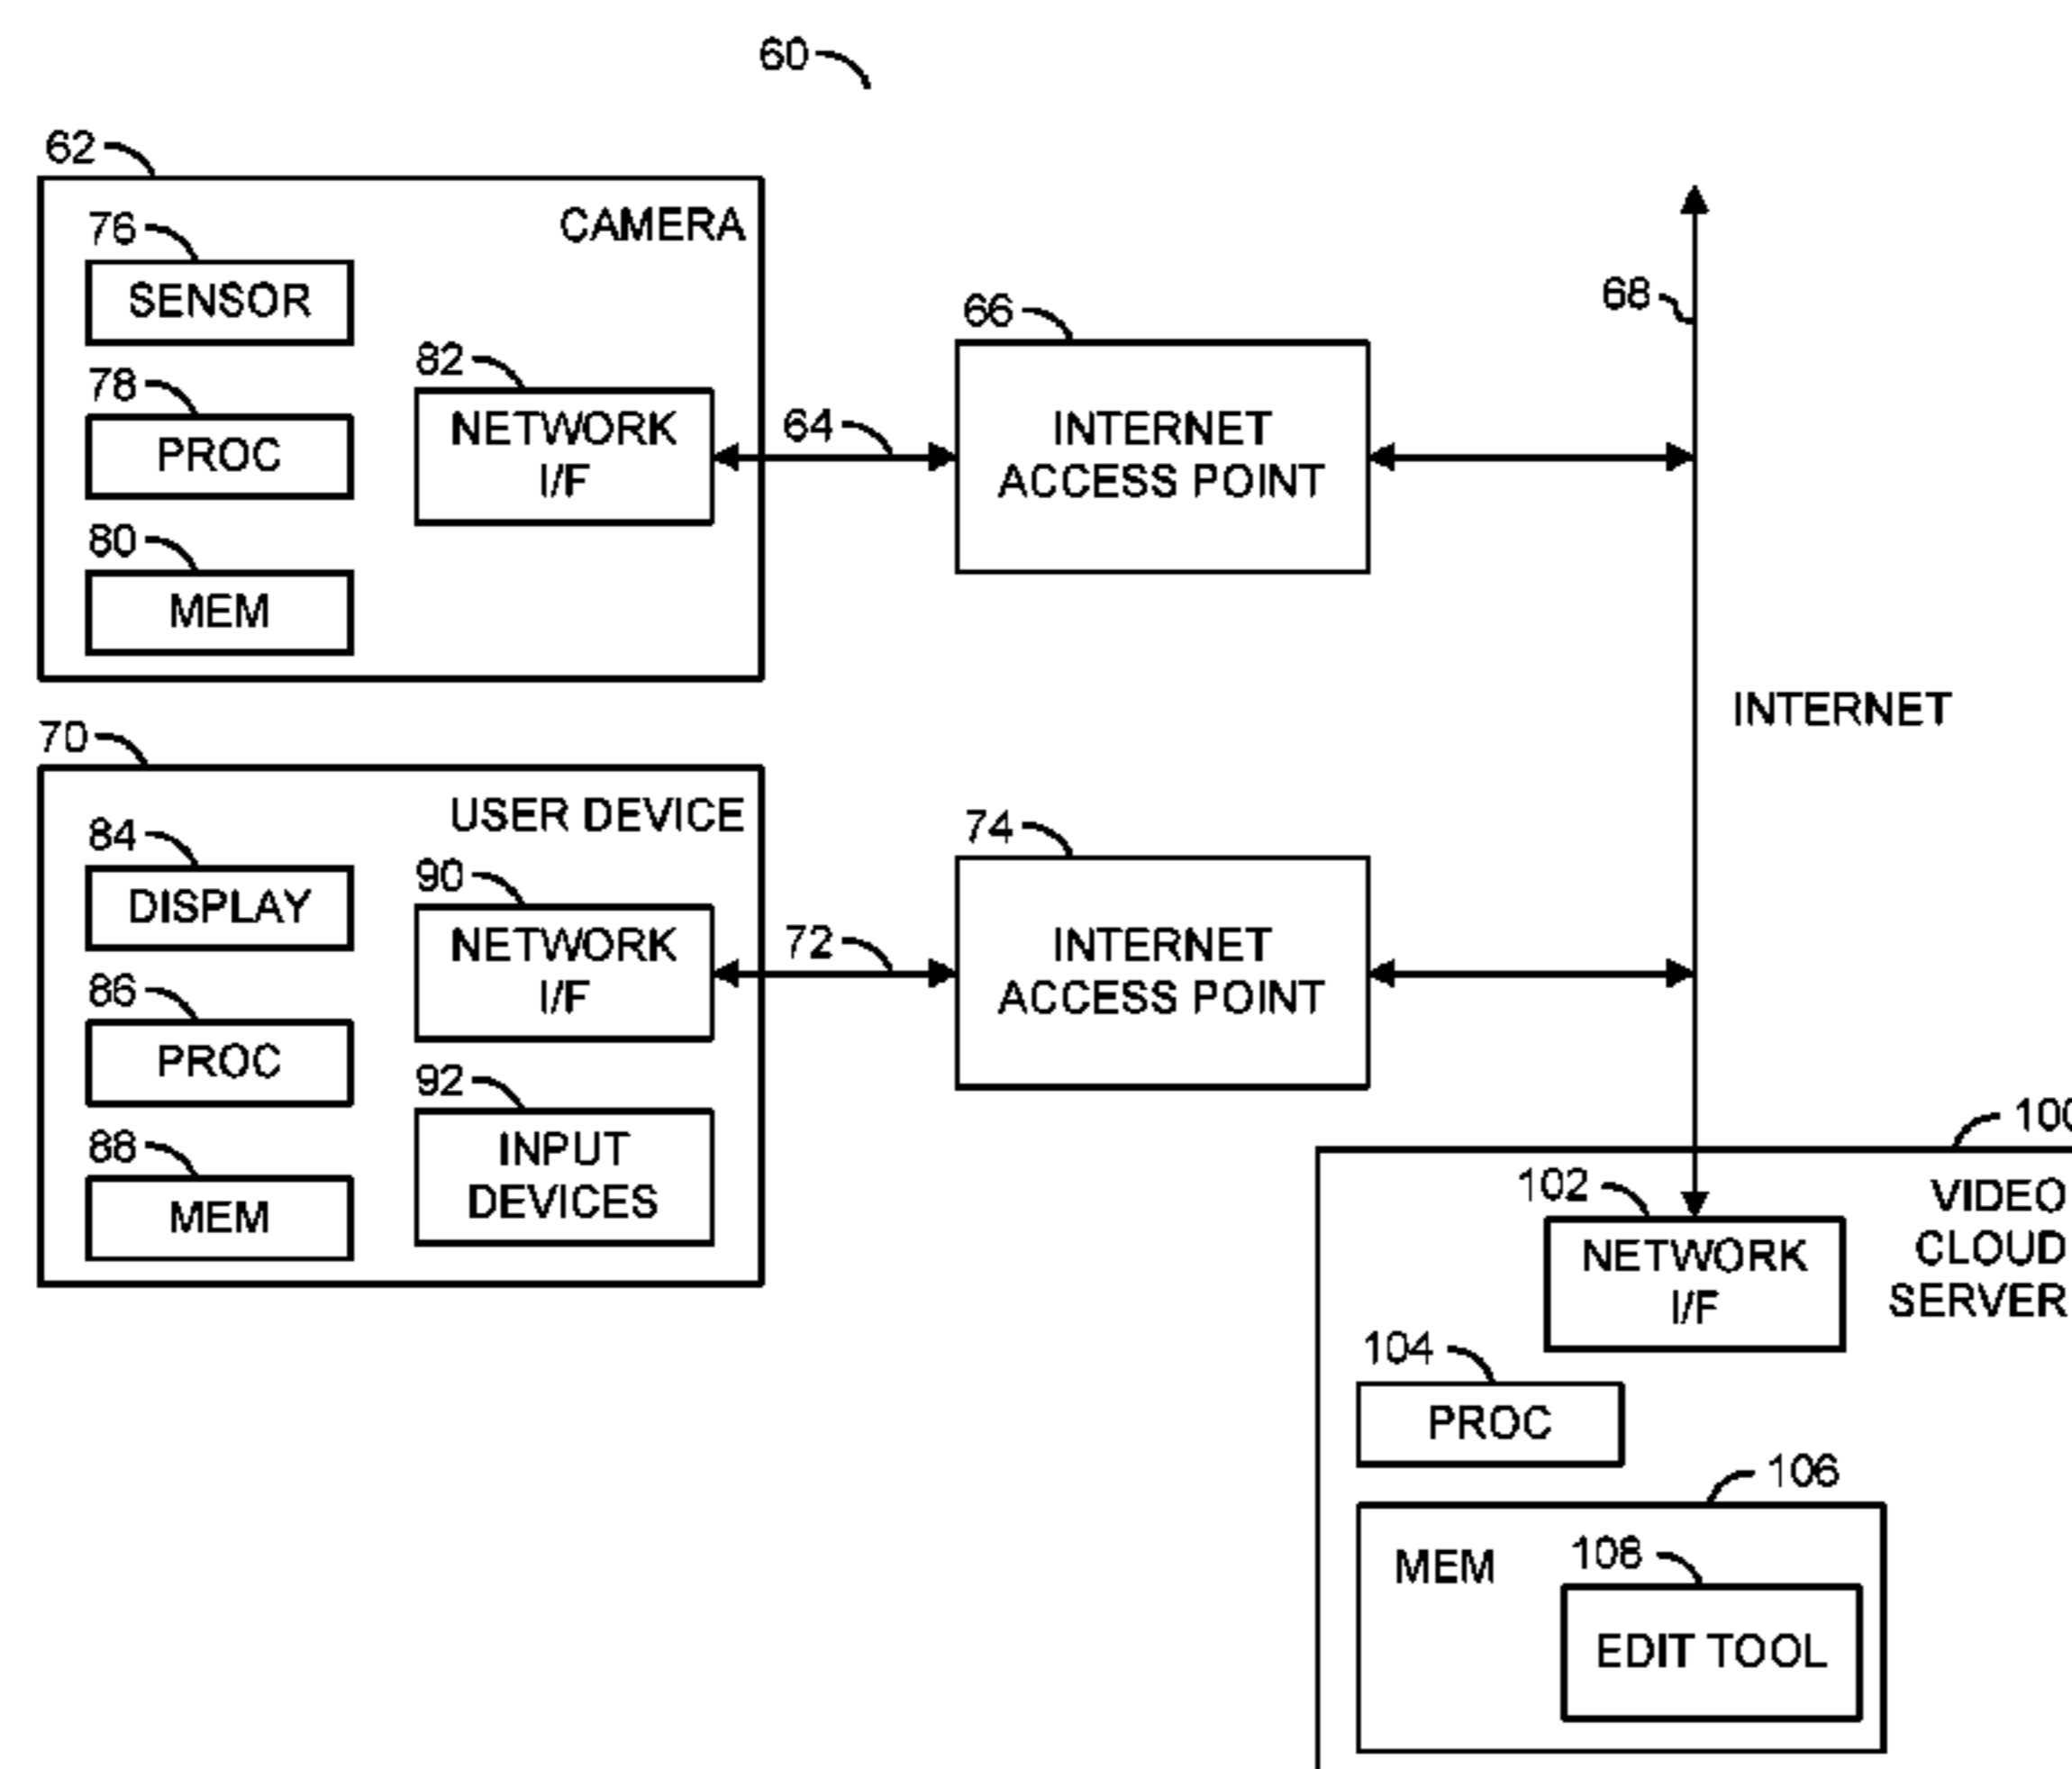 60
62
CAMERA
76
SENSOR
78
PROC
80
MEM
82
NETWORK
I/F
64
66
INTERNET
ACCESS POINT
68
INTERNET
70
USER DEVICE
84
DISPLAY
86
PROC
88
MEM
90
NETWORK
I/F
92
INPUT
DEVICES
72
74
INTERNET
ACCESS POINT
100
VIDEO
CLOUD
SERVER
102
NETWORK
I/F
104
PROC
106
MEM
108
EDIT TOOL